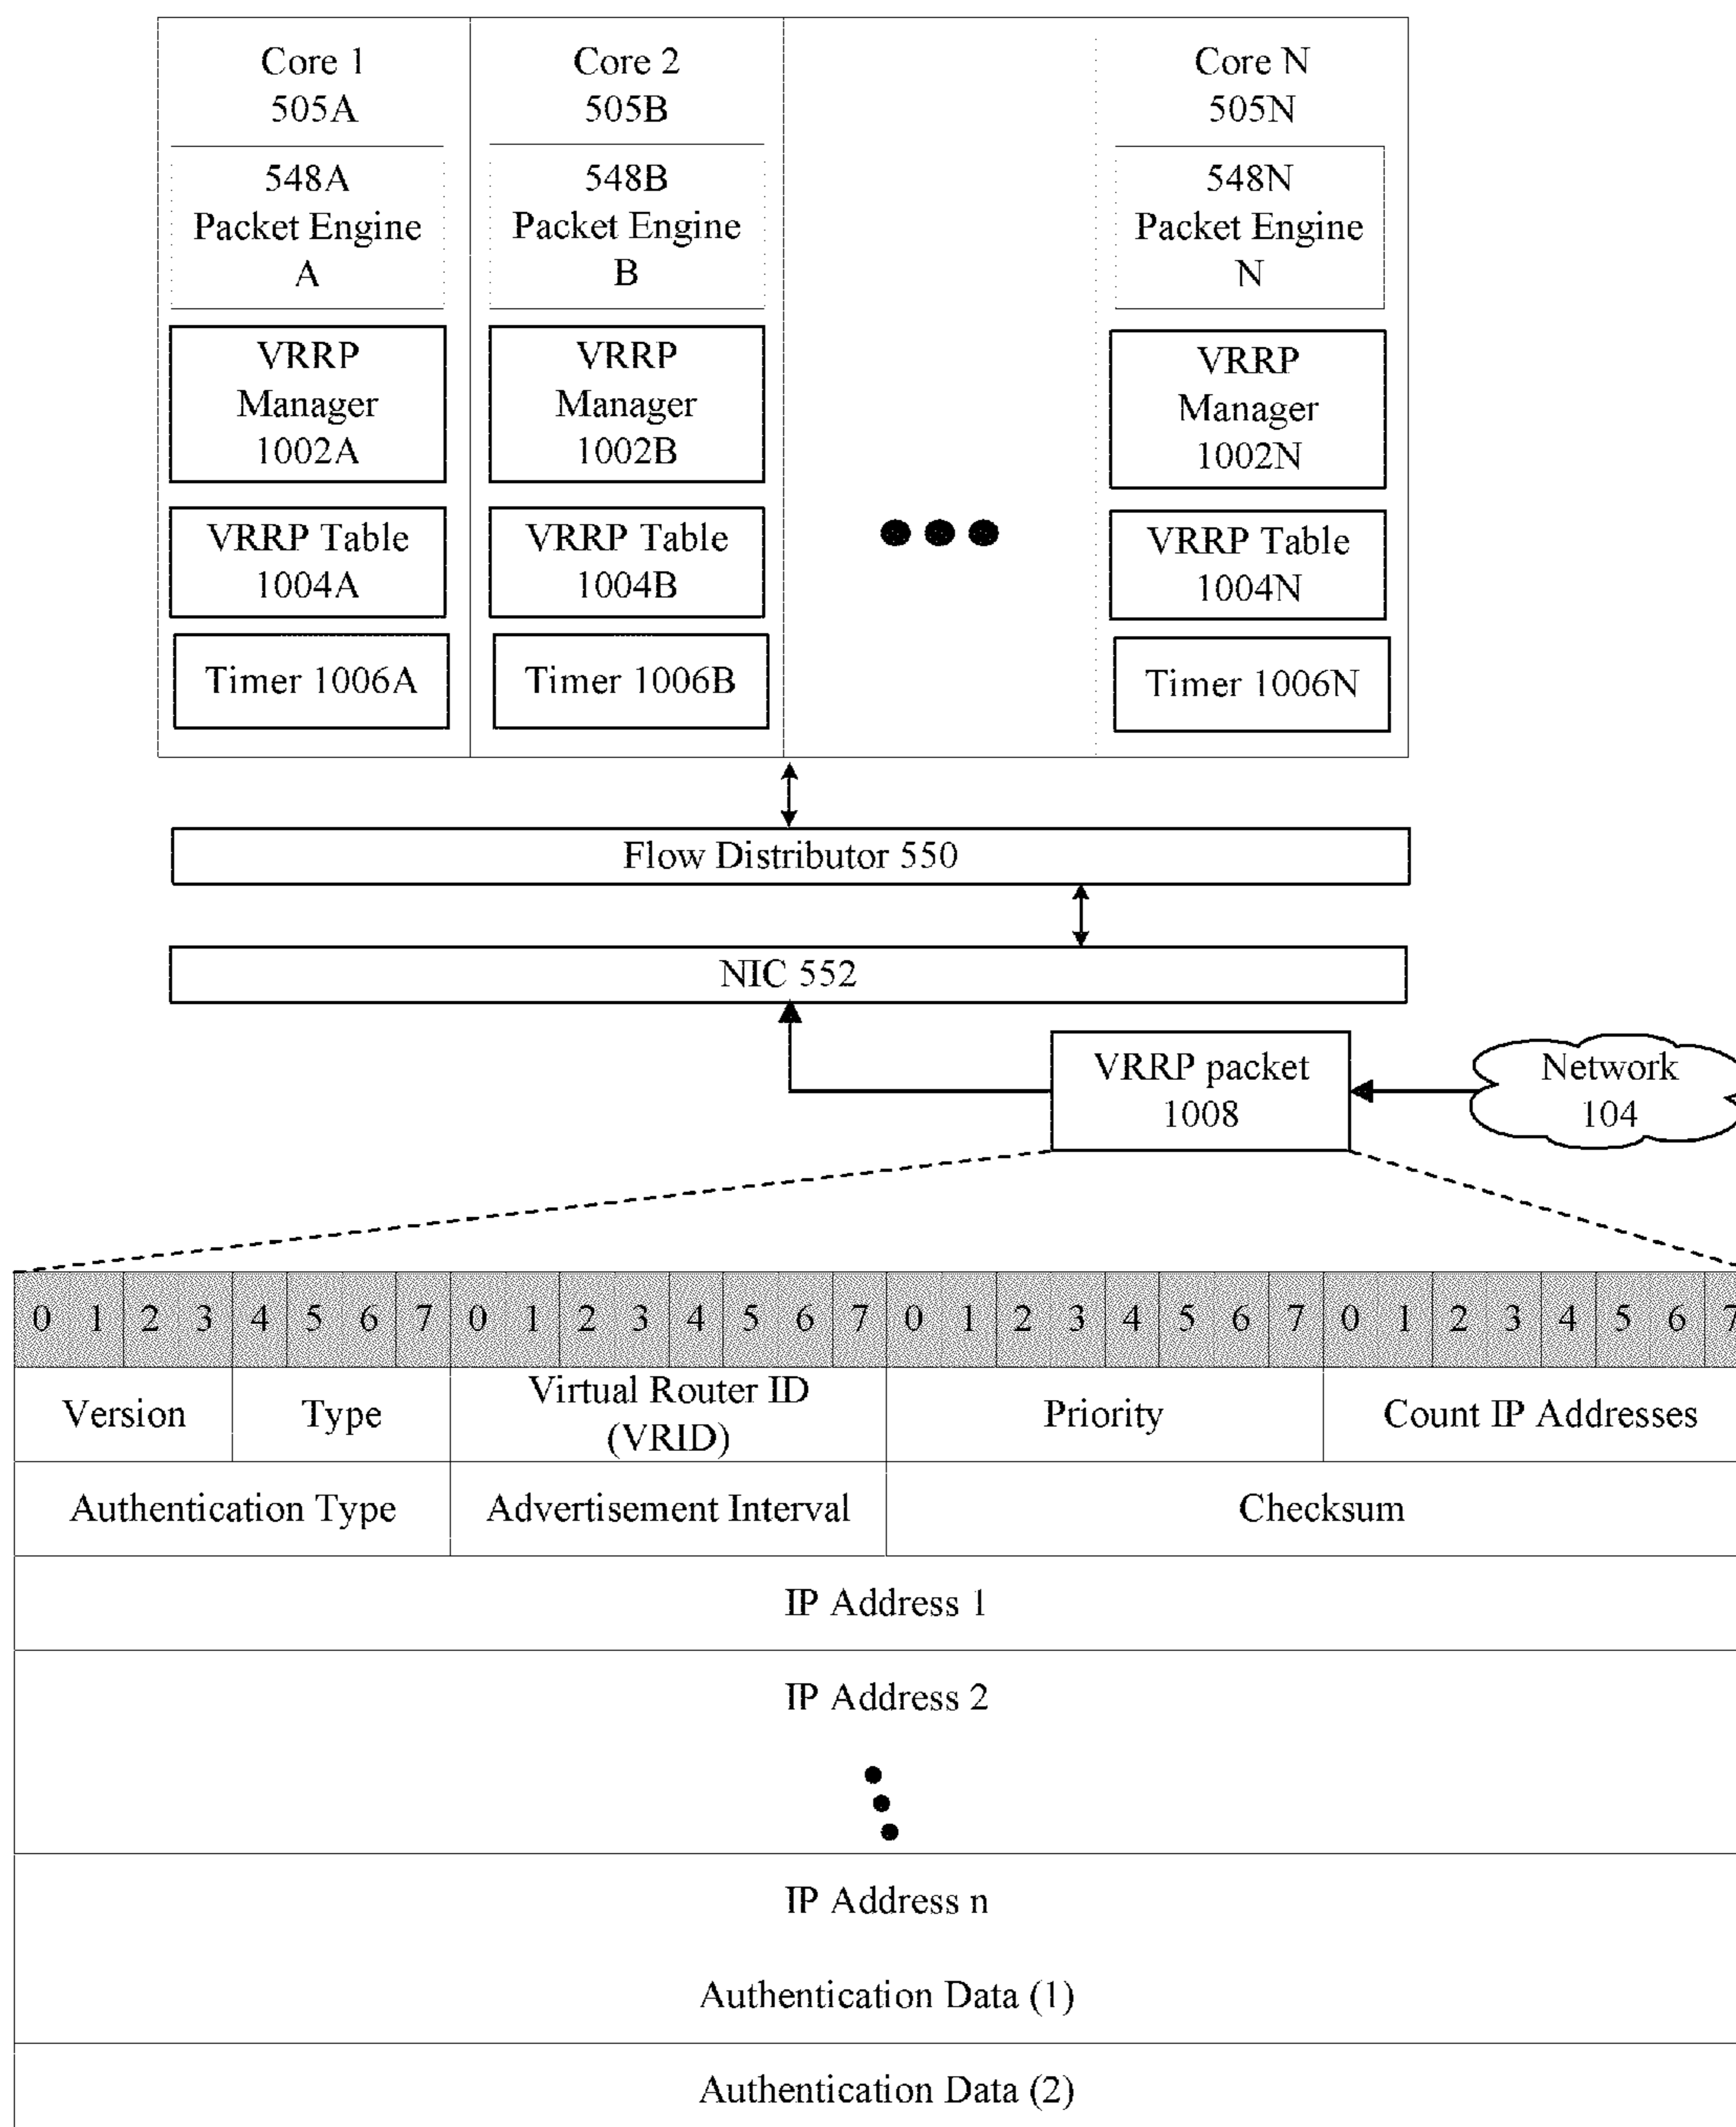 Core 1
505A
Core 2
505B
Core N
505N
548A
Packet Engine
A
548B
Packet Engine
B
548N
Packet Engine
N
VRRP
Manager
1002A
VRRP
Manager
1002B
VRRP
Manager
1002N
VRRP Table
1004A
VRRP Table
1004B
VRRP Table
1004N
Timer 1006A
Timer 1006B
Timer 1006N
Flow Distributor 550
NIC 552
VRRP packet
1008
Network
104
0 1 2 3 4 5 6 7 0 1 2 3 4 5 6 7 0 1 2 3 4 5 6 7 0 1 2 3 4 5 6 7
Version
Type
Virtual Router ID
(VRID)
Priority
Count IP Addresses
Authentication Type
Advertisement Interval
Checksum
IP Address 1
IP Address 2
IP Address n
Authentication Data (1)
Authentication Data (2)